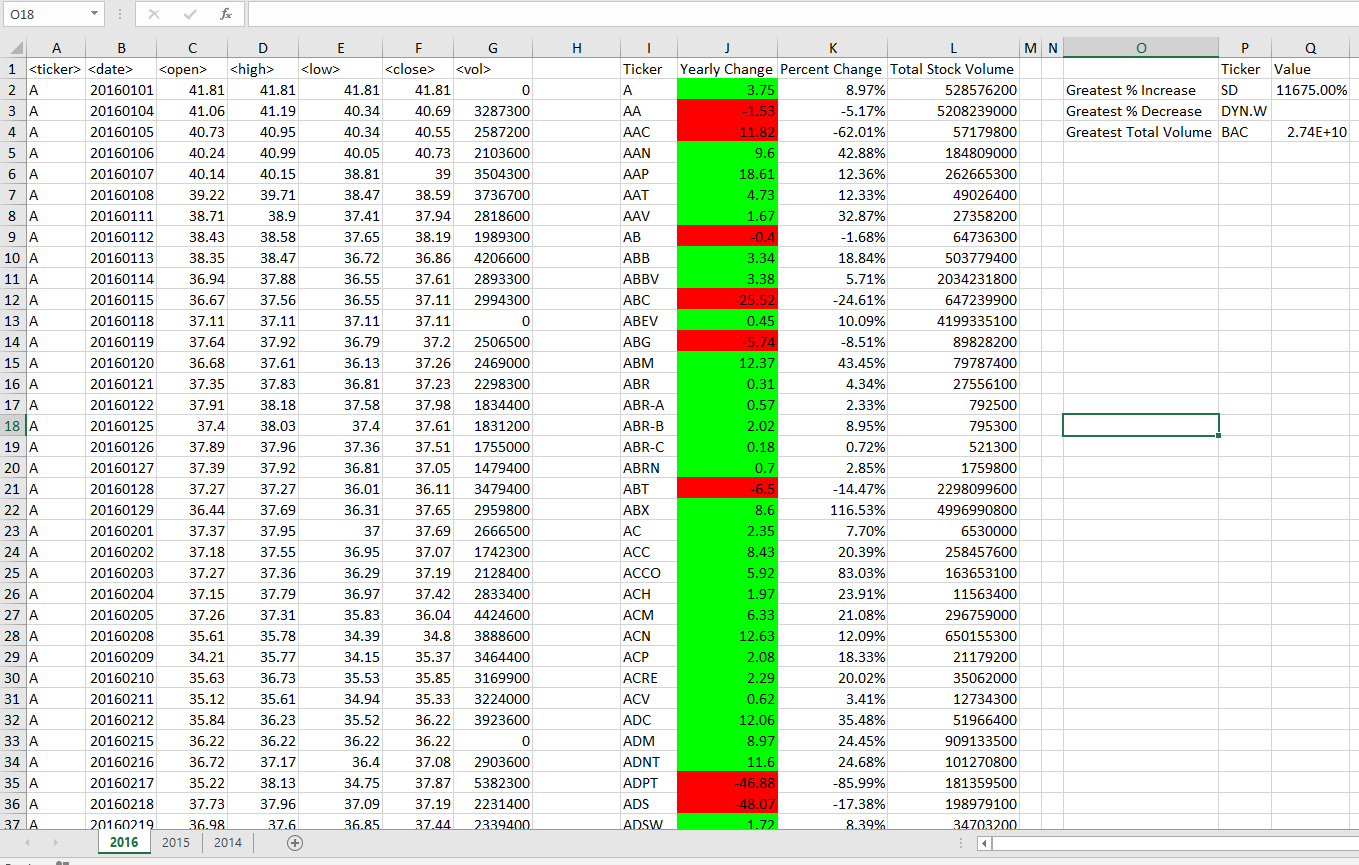 O18 fx
A B C D E F G H I J K L M N O P Q
1 <ticker> <date> <open> <high> <low> <close> <vol> Ticker Yearly Change Percent Change Total Stock Volume Ticker Value
2 A 20160101 41.81 41.81 41.81 41.81 0 A 3.75 8.97% 528576200 Greatest % Increase SD 11675.00%
3 A 20160104 41.06 41.19 40.34 40.69 3287300 AA -1.53 -5.17% 5208239000 Greatest % Decrease DYN.W
4 A 20160105 40.73 40.95 40.34 40.55 2587200 AAC -11.82 -62.01% 57179800 Greatest Total Volume BAC 2.74E+10
5 A 20160106 40.24 40.99 40.05 40.73 2103600 AAN 9.6 42.88% 184809000
6 A 20160107 40.14 40.15 38.81 39 3504300 AAP 18.61 12.36% 262665300
7 A 20160108 39.22 39.71 38.47 38.59 3736700 AAT 4.73 12.33% 49026400
8 A 20160111 38.71 38.9 37.41 37.94 2818600 AAV 1.67 32.87% 27358200
9 A 20160112 38.43 38.58 37.65 38.19 1989300 AB -0.4 -1.68% 64736300
10 A 20160113 38.35 38.47 36.72 36.86 4206600 ABB 3.34 18.84% 503779400
11 A 20160114 36.94 37.88 36.55 37.61 2893300 ABBV 3.38 5.71% 2034231800
12 A 20160115 36.67 37.56 36.55 37.11 2994300 ABC -25.52 -24.61% 647239900
13 A 20160118 37.11 37.11 37.11 37.11 0 ABEV 0.45 10.09% 4199335100
14 A 20160119 37.64 37.92 36.79 37.2 2506500 ABG -5.74 -8.51% 89828200
15 A 20160120 36.68 37.61 36.13 37.26 2469000 ABM 12.37 43.45% 79787400
16 A 20160121 37.35 37.83 36.81 37.23 2298300 ABR 0.31 4.34% 27556100
17 A 20160122 37.91 38.18 37.58 37.98 1834400 ABR-A 0.57 2.33% 792500
18 A 20160125 37.4 38.03 37.4 37.61 1831200 ABR-B 2.02 8.95% 795300
19 A 20160126 37.89 37.96 37.36 37.51 1755000 ABR-C 0.18 0.72% 521300
20 A 20160127 37.39 37.92 36.81 37.05 1479400 ABRN 0.7 2.85% 1759800
21 A 20160128 37.27 37.27 36.01 36.11 3479400 ABT -6.5 -14.47% 2298099600
22 A 20160129 36.44 37.69 36.31 37.65 2959800 ABX 8.6 116.53% 4996990800
23 A 20160201 37.37 37.95 37 37.69 2666500 AC 2.35 7.70% 6530000
24 A 20160202 37.18 37.55 36.95 37.07 1742300 ACC 8.43 20.39% 258457600
25 A 20160203 37.27 37.36 36.29 37.19 2128400 ACCO 5.92 83.03% 163653100
26 A 20160204 37.15 37.79 36.97 37.42 2833400 ACH 1.97 23.91% 11563400
27 A 20160205 37.26 37.31 35.83 36.04 4424600 ACM 6.33 21.08% 296759000
28 A 20160208 35.61 35.78 34.39 34.8 3888600 ACN 12.63 12.09% 650155300
29 A 20160209 34.21 35.77 34.15 35.37 3464400 ACP 2.08 18.33% 21179200
30 A 20160210 35.63 36.73 35.53 35.85 3169900 ACRE 2.29 20.02% 35062000
31 A 20160211 35.12 35.61 34.94 35.33 3224000 ACV 0.62 3.41% 12734300
32 A 20160212 35.84 36.23 35.52 36.22 3923600 ADC 12.06 35.48% 51966400
33 A 20160215 36.22 36.22 36.22 36.22 0 ADM 8.97 24.45% 909133500
34 A 20160216 36.72 37.17 36.4 37.08 2903600 ADNT 11.6 24.68% 101270800
35 A 20160217 35.22 38.13 34.75 37.87 5382300 ADPT -46.88 -85.99% 181359500
36 A 20160218 37.73 37.96 37.09 37.19 2231400 ADS -48.07 -17.38% 198979100
37 A 20160219 36.98 37.6 36.85 37.44 2339400 ADSW 1.72 8.39% 34703200
2016 2015 2014